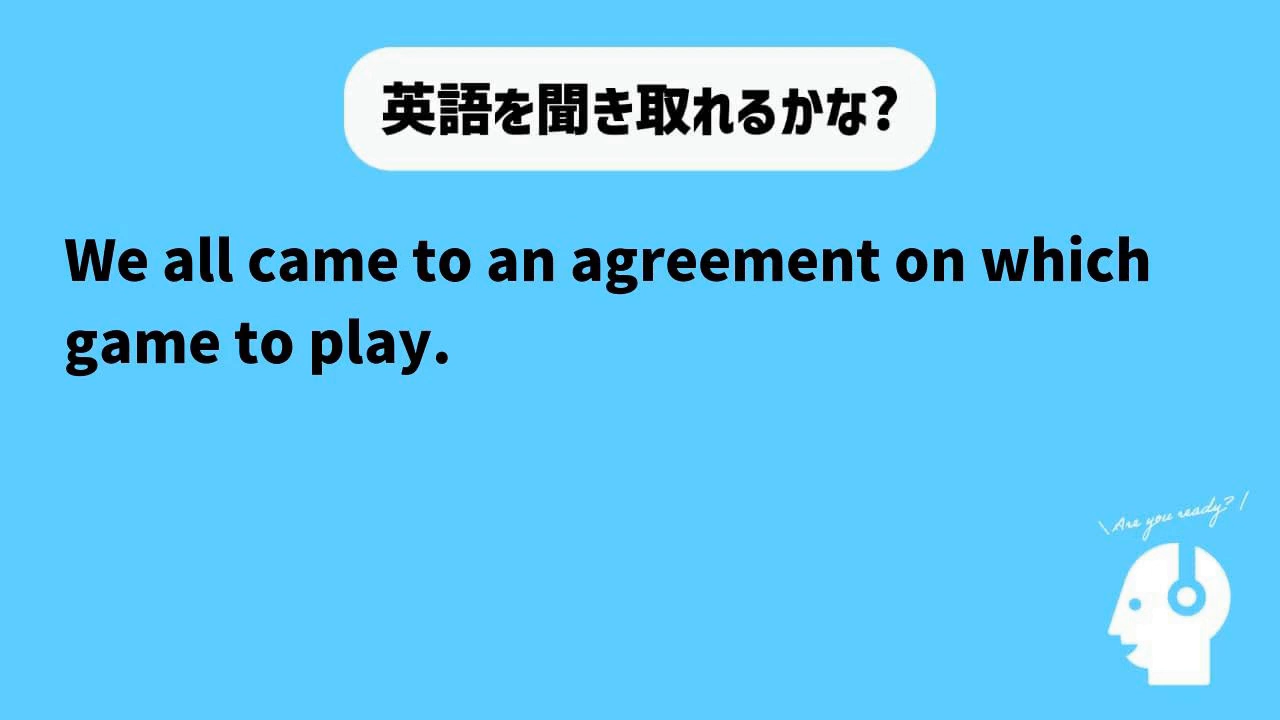 英語を聞き取れるかな?
We all came to an agreement on which
game to play.
\Are you ready? /